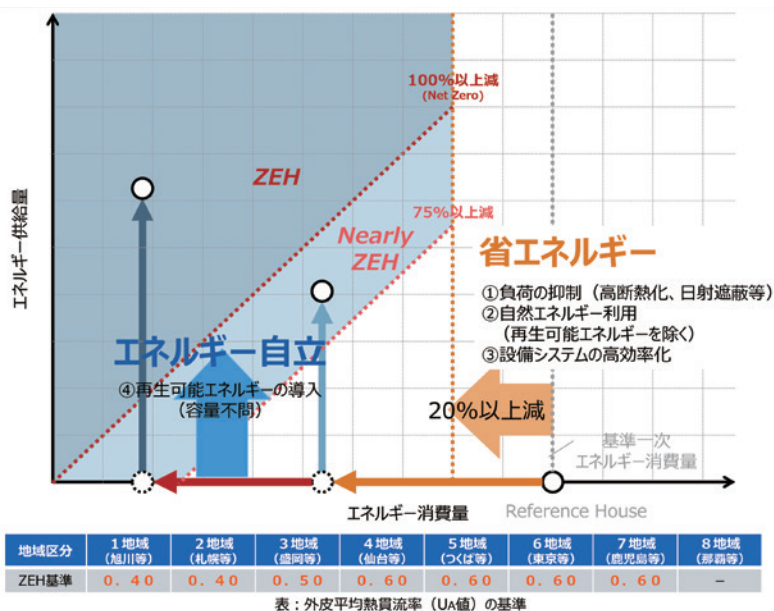 エネルギー供給量
100%以上減
(Net Zero)
ZEH
75%以上減
Nearly
ZEH
省エネルギー
①負荷の抑制（高断熱化、日射遮蔽等）
②自然エネルギー利用
（再生可能エネルギーを除く）
③設備システムの高効率化
エネルギー自立
④再生可能エネルギーの導入
（容量不問）
20%以上減
基準一次
エネルギー消費量
エネルギー消費量
Reference House
地域区分 1地域（旭川等） 2地域（札幌等） 3地域（盛岡等） 4地域（仙台等） 5地域（つくば等） 6地域（東京等） 7地域（鹿児島等） 8地域（那覇等）
ZEH基準 0.40 0.40 0.50 0.60 0.60 0.60 0.60 －
表：外皮平均熱貫流率（UA値）の基準